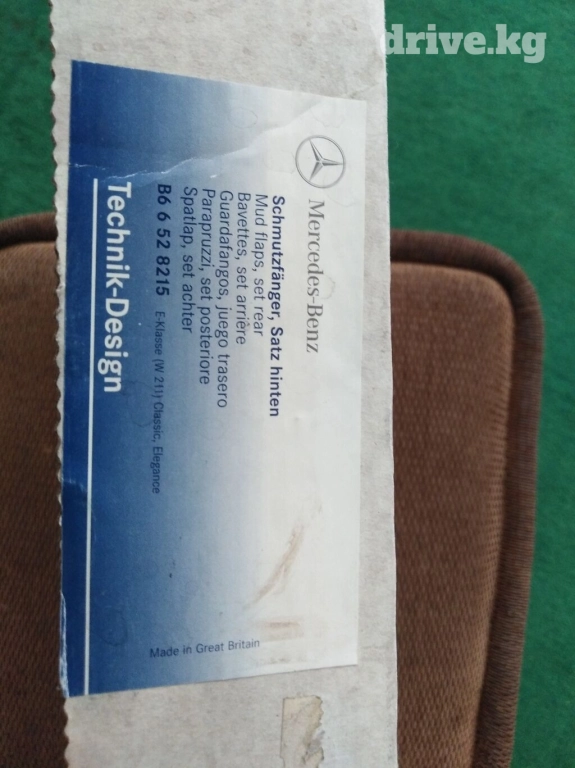 drive.kg
Mercedes-Benz
Schmutzfänger, Satz hinten
Mud flaps, set rear
Bavettes, set arrière
Guardafangos, juego trasero
Parapruzzi, set posteriore
Spatlap, set achter
B6 6 52 8215 E-Klasse (W 211) Classic, Elegance
Technik-Design
Made in Great Britain